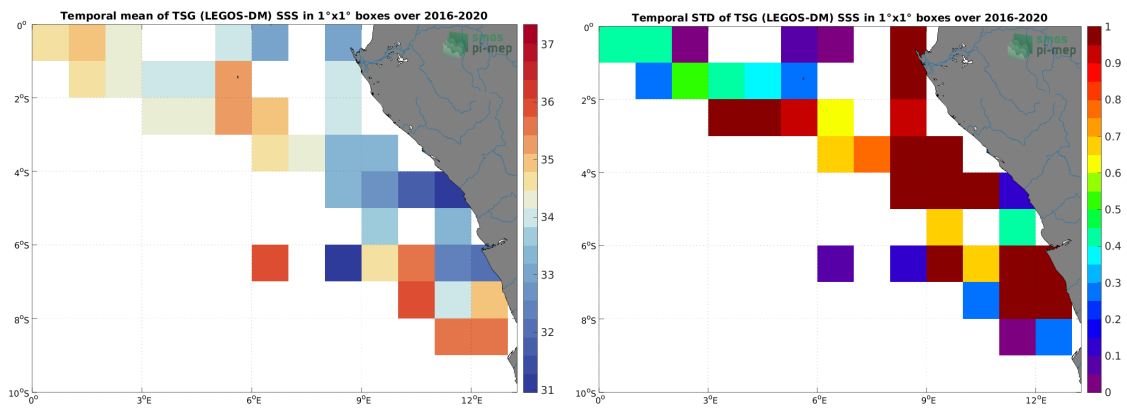 Temporal mean of TSG (LEGOS-DM) SSS in 1°x1° boxes over 2016-2020
0°
2°S
4°S
6°S
8°S
10°S
0°
3°E
6°E
9°E
12°E
smos
pi-mep
37
36
35
34
33
32
31
Temporal STD of TSG (LEGOS-DM) SSS in 1°x1° boxes over 2016-2020
0°
2°S
4°S
6°S
8°S
10°S
0°
3°E
6°E
9°E
12°E
smos
pi-mep
1
0.9
0.8
0.7
0.6
0.5
0.4
0.3
0.2
0.1
0